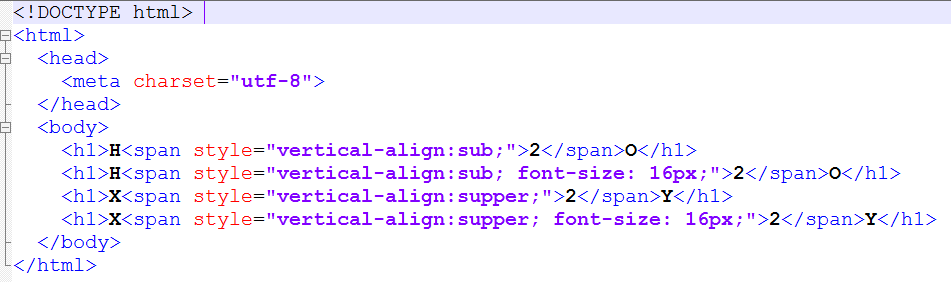 <!DOCTYPE html>
<html>
<head>
<meta charset="utf-8">
</head>
<body>
<h1>H<span style="vertical-align:sub;">2</span>O</h1>
<h1>H<span style="vertical-align:sub; font-size: 16px;">2</span>O</h1>
<h1>X<span style="vertical-align:supper;">2</span>Y</h1>
<h1>X<span style="vertical-align:supper; font-size: 16px;">2</span>Y</h1>
</body>
</html>